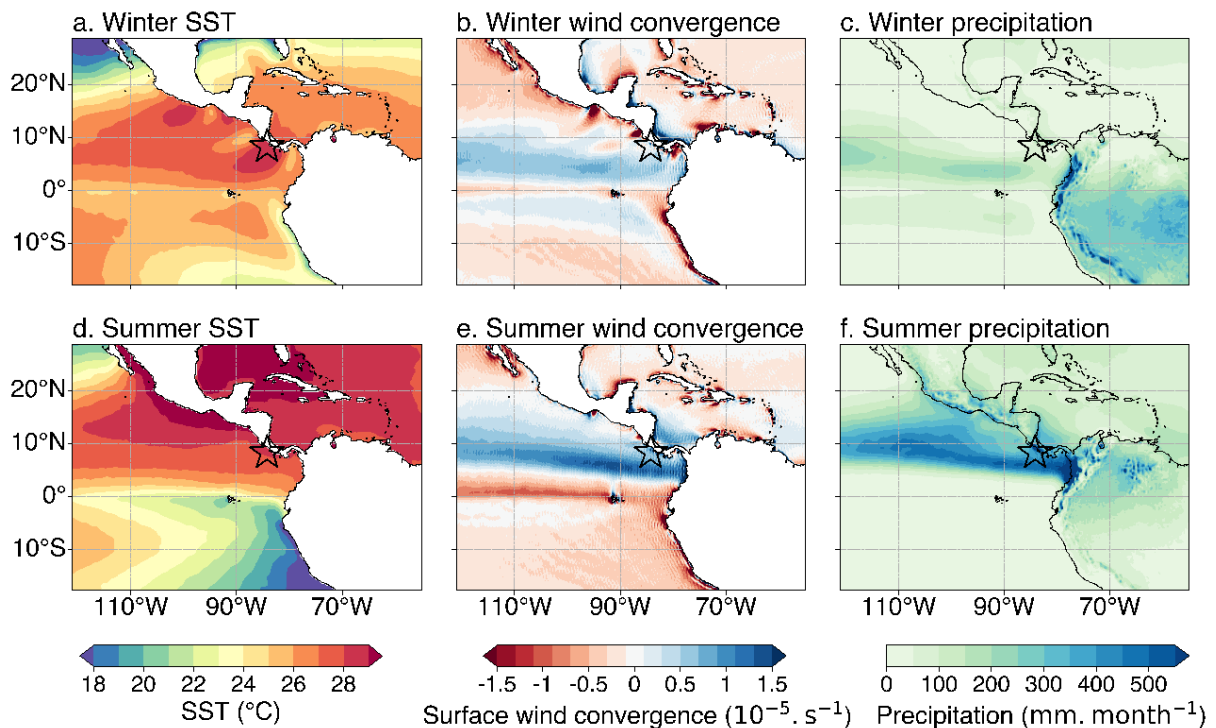 a. Winter SST
b. Winter wind convergence
c. Winter precipitation
20°N
10°N
0°
10°S
d. Summer SST
e. Summer wind convergence
f. Summer precipitation
20°N
10°N
0°
10°S
110°W 90°W 70°W
110°W 90°W 70°W
110°W 90°W 70°W
18 20 22 24 26 28
SST (°C)
-1.5 -1 -0.5 0 0.5 1 1.5
Surface wind convergence (10⁻⁵. s⁻¹)
0 100 200 300 400 500
Precipitation (mm. month⁻¹)